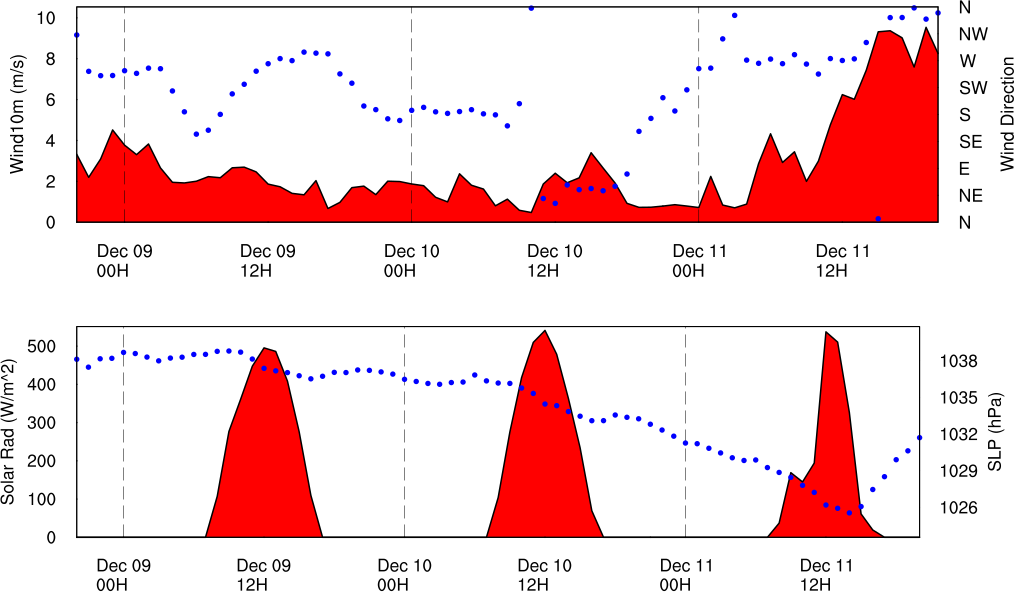 10
8
6
4
2
0
Wind10m (m/s)
N
NW
W
SW
S
SE
E
NE
N
Wind Direction
Dec 09
00H
Dec 09
12H
Dec 10
00H
Dec 10
12H
Dec 11
00H
Dec 11
12H
500
400
300
200
100
0
Solar Rad (W/m^2)
1038
1035
1032
1029
1026
SLP (hPa)
Dec 09
00H
Dec 09
12H
Dec 10
00H
Dec 10
12H
Dec 11
00H
Dec 11
12H